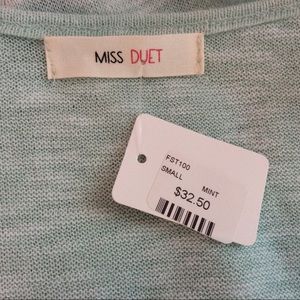 MISS DUET
FST100
SMALL
MINT
$32.50